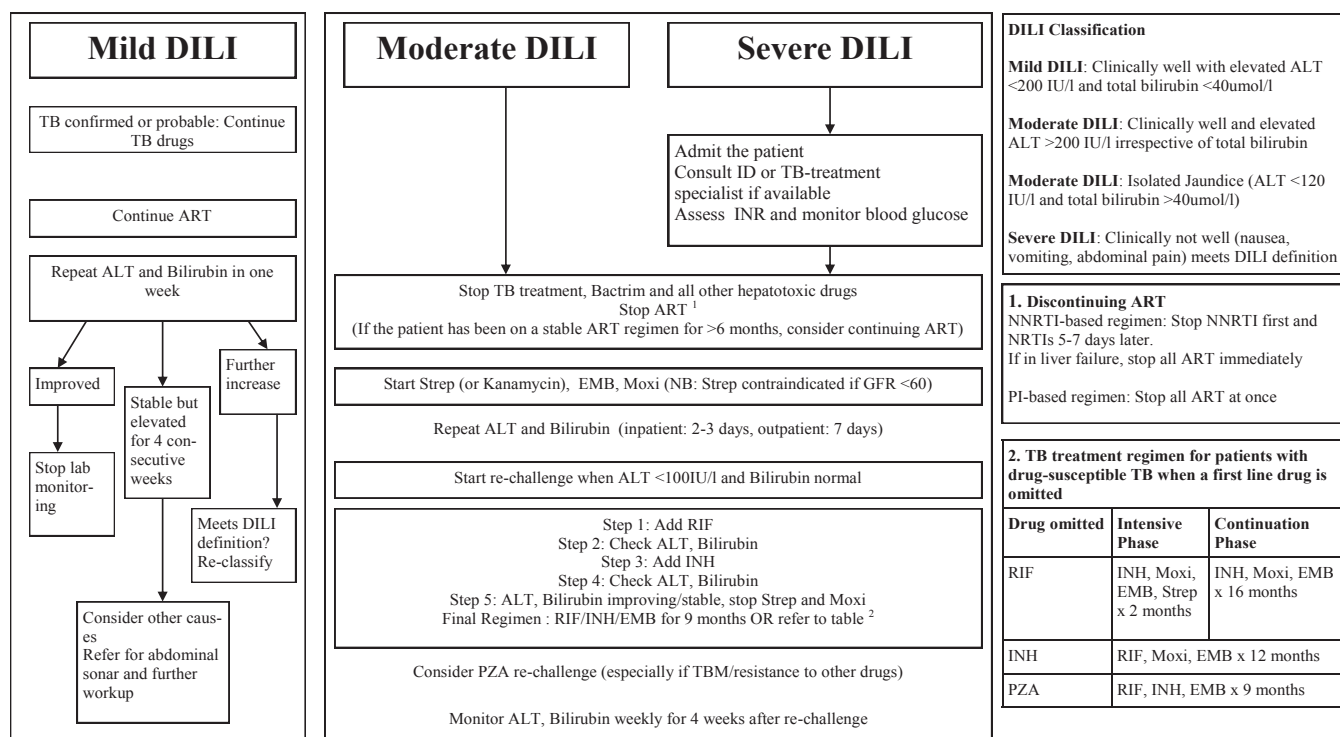 Mild DILI
TB confirmed or probable: Continue
TB drugs
Continue ART
Repeat ALT and Bilirubin in one
week
Improved
Stop lab
monitor-
ing
Stable but
elevated
for 4 con-
secutive
weeks
Further
increase
Meets DILI
definition?
Re-classify
Consider other caus-
es
Refer for abdominal
sonar and further
workup
Moderate DILI
Severe DILI
Admit the patient
Consult ID or TB-treatment
specialist if available
Assess INR and monitor blood glucose
Stop TB treatment, Bactrim and all other hepatotoxic drugs
Stop ART 1
(If the patient has been on a stable ART regimen for >6 months, consider continuing ART)
Start Strep (or Kanamycin), EMB, Moxi (NB: Strep contraindicated if GFR <60)
Repeat ALT and Bilirubin (inpatient: 2-3 days, outpatient: 7 days)
Start re-challenge when ALT <100IU/l and Bilirubin normal
Step 1: Add RIF
Step 2: Check ALT, Bilirubin
Step 3: Add INH
Step 4: Check ALT, Bilirubin
Step 5: ALT, Bilirubin improving/stable, stop Strep and Moxi
Final Regimen : RIF/INH/EMB for 9 months OR refer to table 2
Consider PZA re-challenge (especially if TBM/resistance to other drugs)
Monitor ALT, Bilirubin weekly for 4 weeks after re-challenge
DILI Classification
Mild DILI: Clinically well with elevated ALT
<200 IU/l and total bilirubin <40umol/l
Moderate DILI: Clinically well and elevated
ALT >200 IU/l irrespective of total bilirubin
Moderate DILI: Isolated Jaundice (ALT <120
IU/l and total bilirubin >40umol/l)
Severe DILI: Clinically not well (nausea,
vomiting, abdominal pain) meets DILI definition
1. Discontinuing ART
NNRTI-based regimen: Stop NNRTI first and
NRTIs 5-7 days later.
If in liver failure, stop all ART immediately
PI-based regimen: Stop all ART at once
2. TB treatment regimen for patients with
drug-susceptible TB when a first line drug is
omitted
Drug omitted Intensive Phase Continuation Phase
RIF INH, Moxi, EMB, Strep x 2 months INH, Moxi, EMB x 16 months
INH RIF, Moxi, EMB x 12 months
PZA RIF, INH, EMB x 9 months